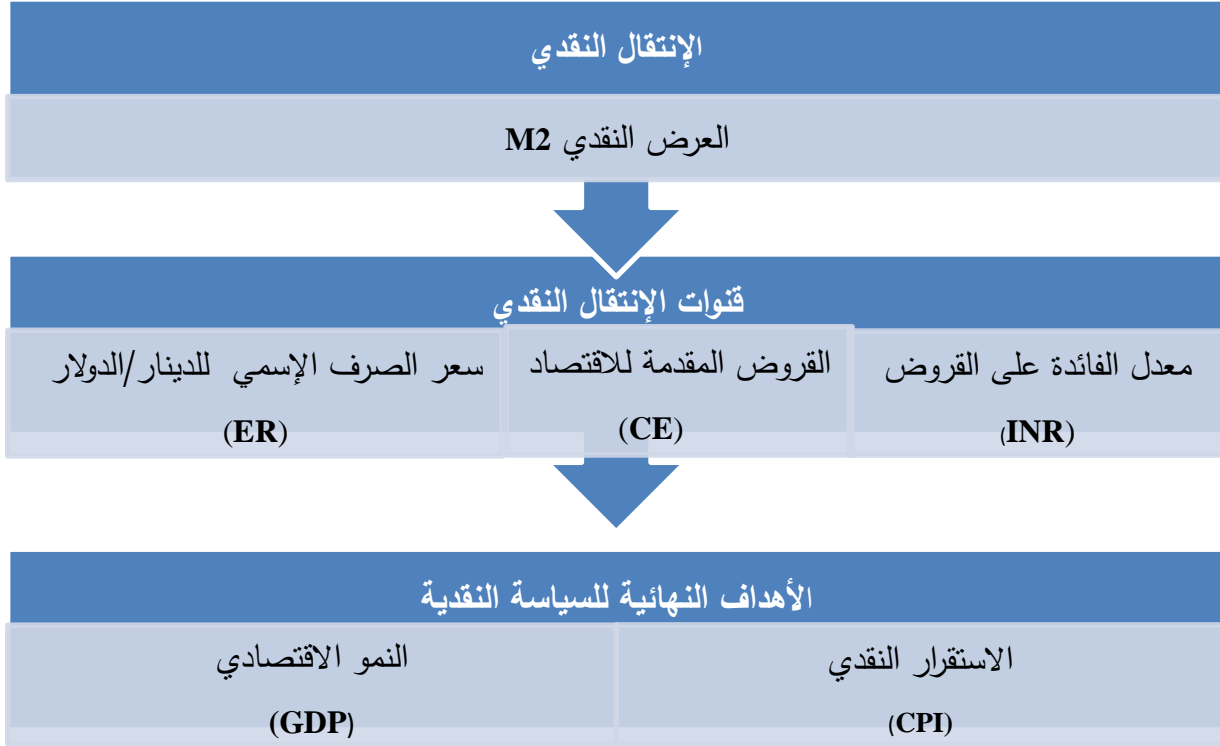 الإنتقال النقدي
العرض النقدي M2
قنوات الإنتقال النقدي
معدل الفائدة على القروض
(INR)
القروض المقدمة للاقتصاد
(CE)
سعر الصرف الإسمي للدينار/الدولار
(ER)
الأهداف النهائية للسياسة النقدية
الاستقرار النقدي
(CPI)
النمو الاقتصادي
(GDP)